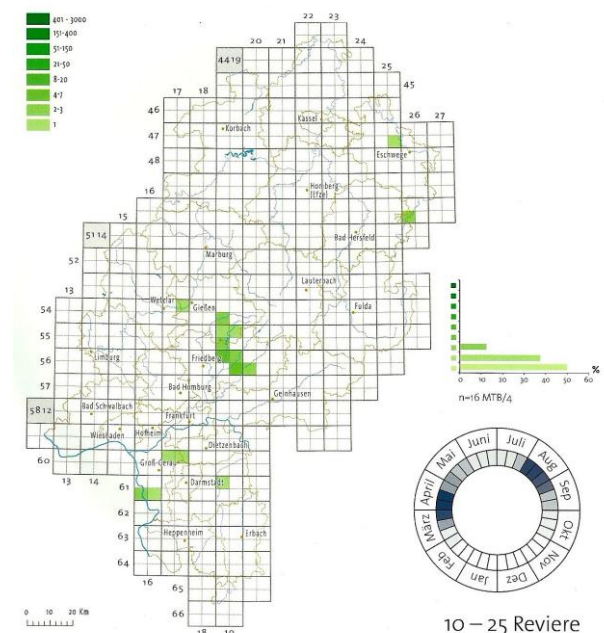 401 - 3000
151-400
51-150
21-50
8-20
4-7
2-3
1
22 23
20 21 24
4419
25
45
17 18
46
Korbach
Kassel
26 27
47
Eschwege
48
Homberg
(Efze)
16
15
5114
Bad Hersfeld
Marburg
52
Lauterbach
13
Wetzlar
Gießen
Fulda
54
55
Limburg
Friedberg
56
Bad Homburg
57
Gelnhausen
5812
Bad Schwalbach
Frankfurt
Wiesbaden
Hofheim
Dietzenbach
60
Groß-Gerau
13 14
Darmstadt
61
62
Heppenheim
Erbach
63
64
16
65
66
18 19
0 10 20 Km
%
0 10 20 30 40 50 60
n=16 MTB/4
Jan
Feb
März
April
Mai
Juni
Juli
Aug
Sep
Okt
Nov
Dez
10 – 25 Reviere